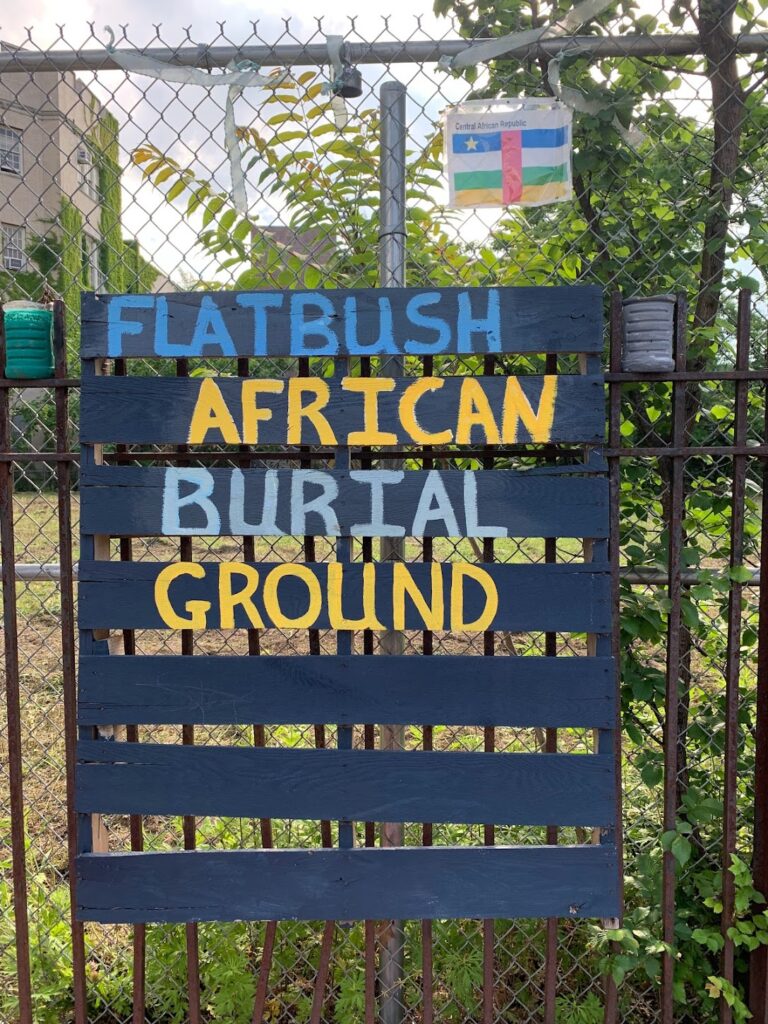 Central African Republic
FLATBUSH
AFRICAN
BURIAL
GROUND